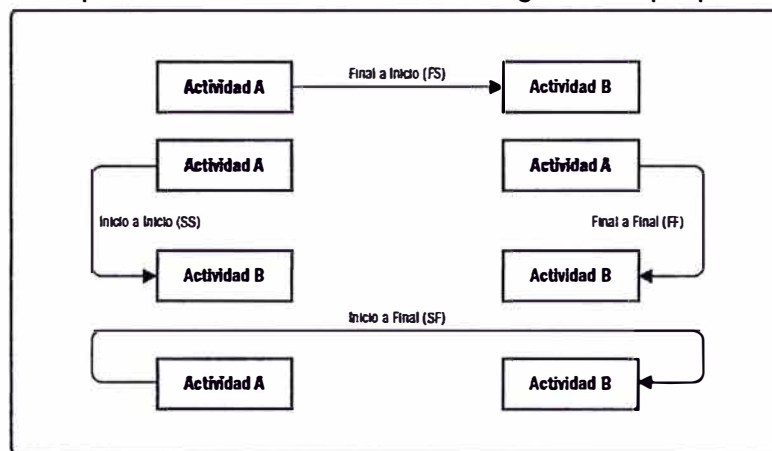 Actividad A
Final a Inicio (FS)
Actividad B
Actividad A
Actividad A
Inicio a Inicio (SS)
Final a Final (FF)
Actividad B
Actividad B
Inicio a Final (SF)
Actividad A
Actividad B